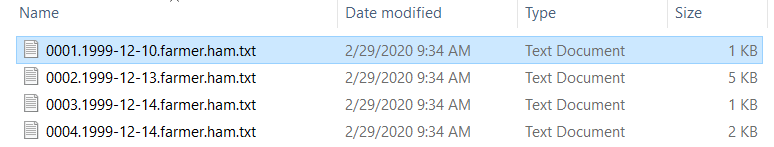 Name Date modified Type Size
0001.1999-12-10.farmer.ham.txt 2/29/2020 9:34 AM Text Document 1 KB
0002.1999-12-13.farmer.ham.txt 2/29/2020 9:34 AM Text Document 5 KB
0003.1999-12-14.farmer.ham.txt 2/29/2020 9:34 AM Text Document 1 KB
0004.1999-12-14.farmer.ham.txt 2/29/2020 9:34 AM Text Document 2 KB